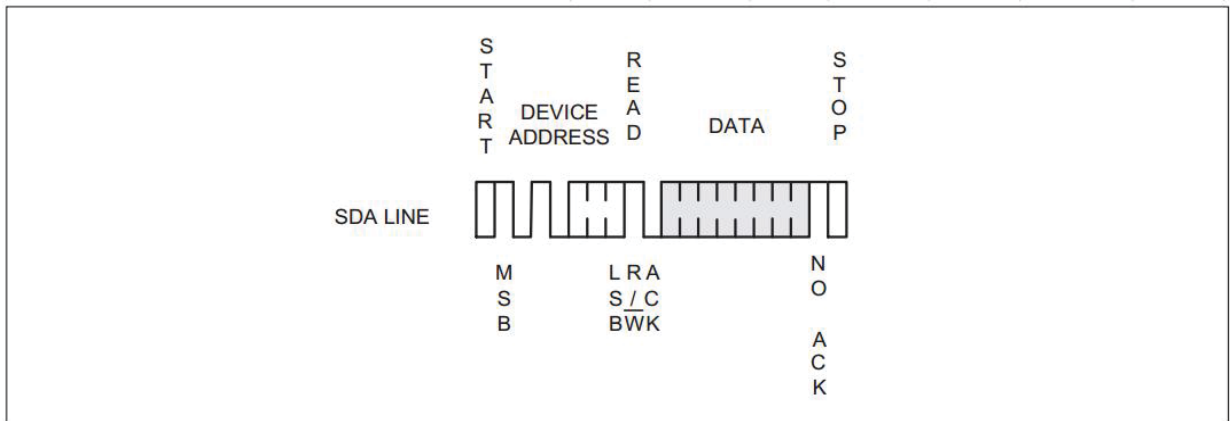 START
DEVICE
ADDRESS
READ
DATA
STOP
SDA LINE
MSB
LSB
R/W
ACK
NO ACK